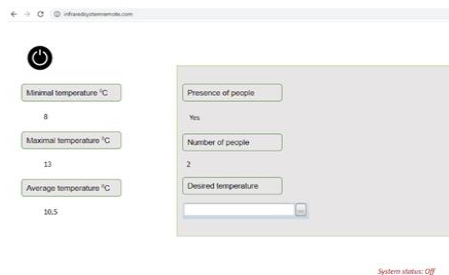 infraredsystemremote.com
Minimal temperature °C
8
Maximal temperature °C
13
Average temperature °C
10,5
Presence of people
Yes
Number of people
2
Desired temperature
...
System status: Off